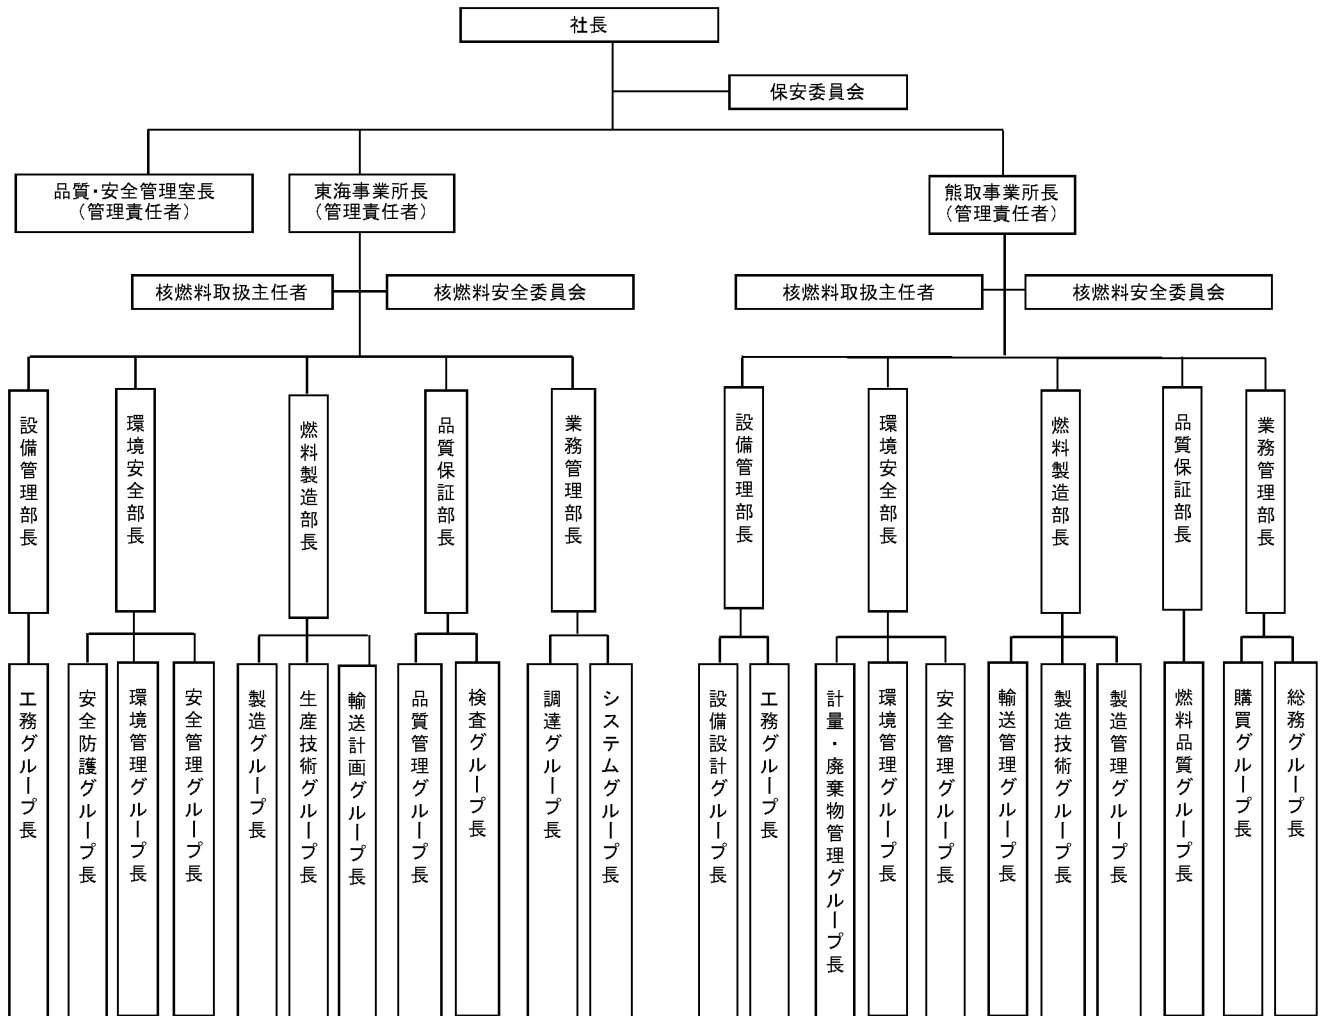 社長
保安委員会
品質・安全管理室長
（管理責任者）
東海事業所長
（管理責任者）
熊取事業所長
（管理責任者）
核燃料取扱主任者
核燃料安全委員会
核燃料取扱主任者
核燃料安全委員会
設備管理部長
環境安全部長
燃料製造部長
品質保証部長
業務管理部長
設備管理部長
環境安全部長
燃料製造部長
品質保証部長
業務管理部長
工務グループ長
安全防護グループ長
環境管理グループ長
安全管理グループ長
製造グループ長
生産技術グループ長
輸送計画グループ長
品質管理グループ長
検査グループ長
調達グループ長
システムグループ長
設備設計グループ長
工務グループ長
計量・廃棄物管理グループ長
環境管理グループ長
安全管理グループ長
輸送管理グループ長
製造技術グループ長
製造管理グループ長
燃料品質グループ長
購買グループ長
総務グループ長